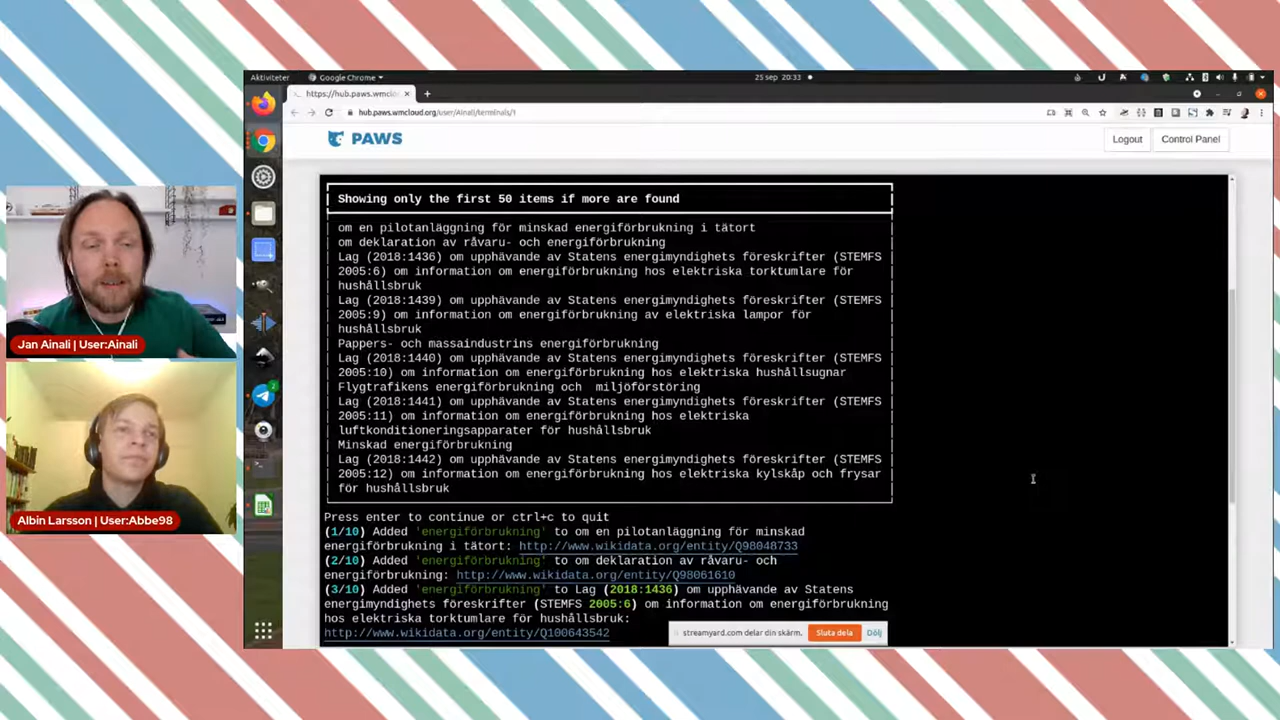 Aktiviteter
Google Chrome
25 sep 20:33
https://hub.paws.wmclo
hub.paws.wmcloud.org/user/Ainali/terminals/1
PAWS
Logout
Control Panel
Showing only the first 50 items if more are found
om en pilotanläggning för minskad energiförbrukning i tätort
om deklaration av råvaru- och energiförbrukning
Lag (2018:1436) om upphävande av Statens energimyndighets föreskrifter (STEMFS
2005:6) om information om energiförbrukning hos elektriska torktumlare för
hushållsbruk
Lag (2018:1439) om upphävande av Statens energimyndighets föreskrifter (STEMFS
2005:9) om information om energiförbrukning av elektriska lampor för
hushållsbruk
Pappers- och massaindustrins energiförbrukning
Lag (2018:1440) om upphävande av Statens energimyndighets föreskrifter (STEMFS
2005:10) om information om energiförbrukning hos elektriska hushållsugnar
Flygtrafikens energiförbrukning och miljöförstöring
Lag (2018:1441) om upphävande av Statens energimyndighets föreskrifter (STEMFS
2005:11) om information om energiförbrukning hos elektriska
luftkonditioneringsapparater för hushållsbruk
Minskad energiförbrukning
Lag (2018:1442) om upphävande av Statens energimyndighets föreskrifter (STEMFS
2005:12) om information om energiförbrukning hos elektriska kylskåp och frysar
för hushållsbruk
Press enter to continue or ctrl+c to quit
(1/10) Added 'energiförbrukning' to om en pilotanläggning för minskad
energiförbrukning i tätort: http://www.wikidata.org/entity/Q98048733
(2/10) Added 'energiförbrukning' to om deklaration av råvaru- och
energiförbrukning: http://www.wikidata.org/entity/Q98061610
(3/10) Added 'energiförbrukning' to Lag (2018:1436) om upphävande av Statens
energimyndighets föreskrifter (STEMFS 2005:6) om information om energiförbrukning
hos elektriska torktumlare för hushållsbruk:
http://www.wikidata.org/entity/Q100643542
streamyard.com delar din skärm.
Sluta dela
Dölj
Jan Ainali | User:Ainali
Albin Larsson | User:Abbe98
2